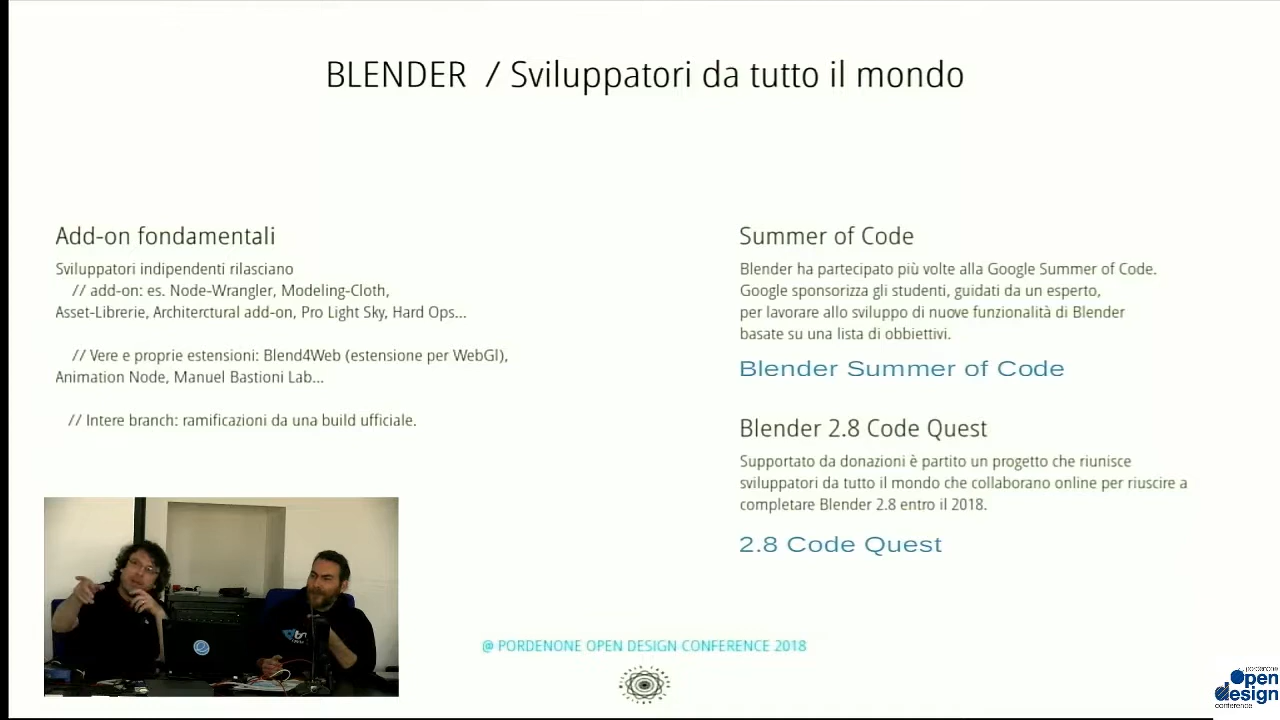 BLENDER / Sviluppatori da tutto il mondo
Add-on fondamentali
Sviluppatori indipendenti rilasciano
// add-on: es. Node-Wrangler, Modeling-Cloth,
Asset-Librerie, Architerctural add-on, Pro Light Sky, Hard Ops...
// Vere e proprie estensioni: Blend4Web (estensione per WebGl),
Animation Node, Manuel Bastioni Lab...
// Intere branch: ramificazioni da una build ufficiale.
Summer of Code
Blender ha partecipato più volte alla Google Summer of Code.
Google sponsorizza gli studenti, guidati da un esperto,
per lavorare allo sviluppo di nuove funzionalità di Blender
basate su una lista di obbiettivi.
Blender Summer of Code
Blender 2.8 Code Quest
Supportato da donazioni è partito un progetto che riunisce
sviluppatori da tutto il mondo che collaborano online per riuscire a
completare Blender 2.8 entro il 2018.
2.8 Code Quest
@ PORDENONE OPEN DESIGN CONFERENCE 2018
pordenone
open
design
conference